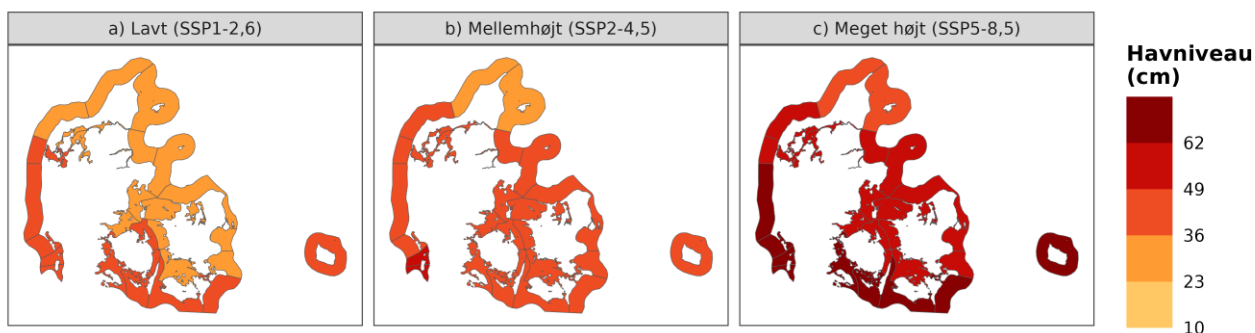 a) Lavt (SSP1-2,6)
b) Mellemhøjt (SSP2-4,5)
c) Meget højt (SSP5-8,5)
Havniveau
(cm)
62
49
36
23
10